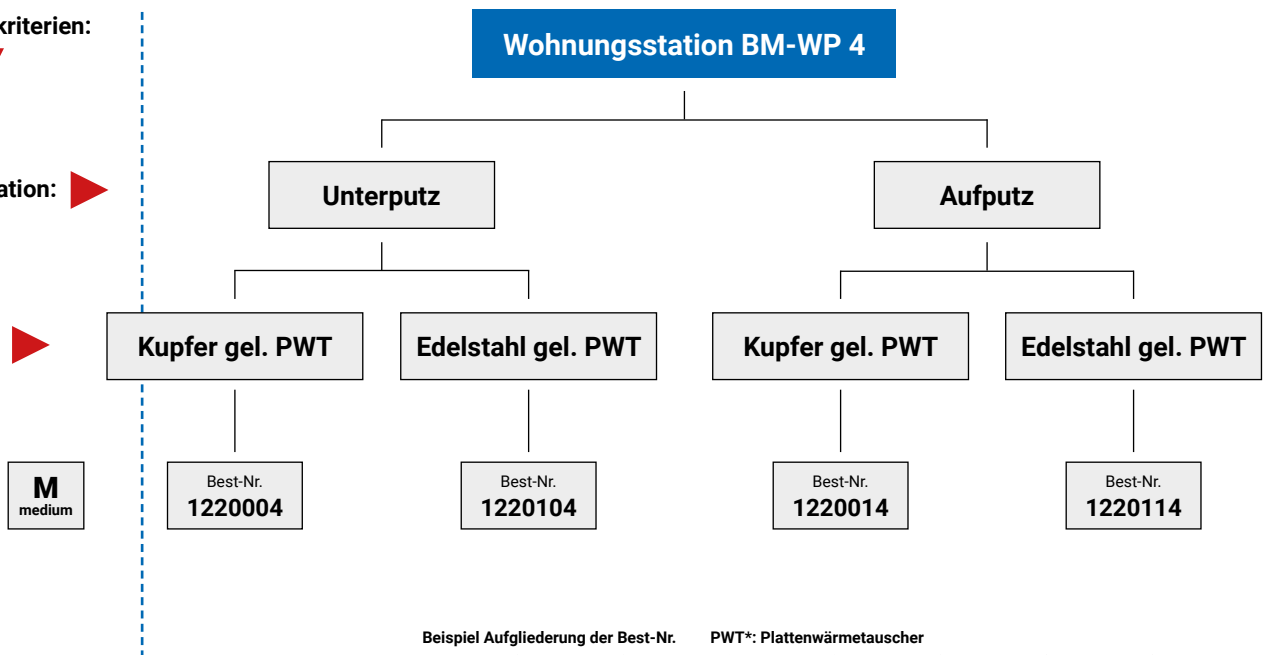 kriterien:
Wohnungsstation BM-WP 4
ation:
Unterputz
Aufputz
Kupfer gel. PWT
Edelstahl gel. PWT
Kupfer gel. PWT
Edelstahl gel. PWT
M
medium
Best-Nr.
1220004
Best-Nr.
1220104
Best-Nr.
1220014
Best-Nr.
1220114
Beispiel Aufgliederung der Best-Nr. PWT*: Plattenwärmetauscher